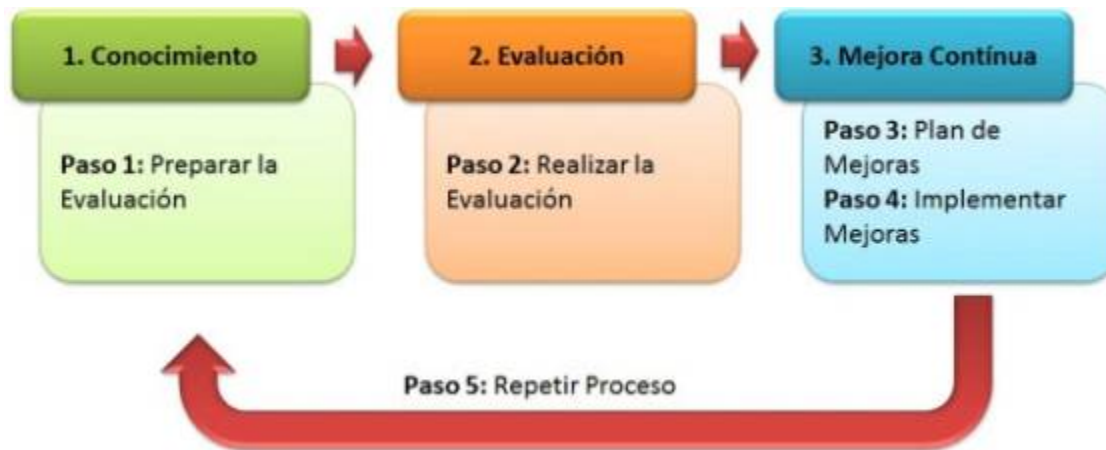 1. Conocimiento
Paso 1: Preparar la
Evaluación
2. Evaluación
Paso 2: Realizar la
Evaluación
3. Mejora Contínua
Paso 3: Plan de
Mejoras
Paso 4: Implementar
Mejoras
Paso 5: Repetir Proceso